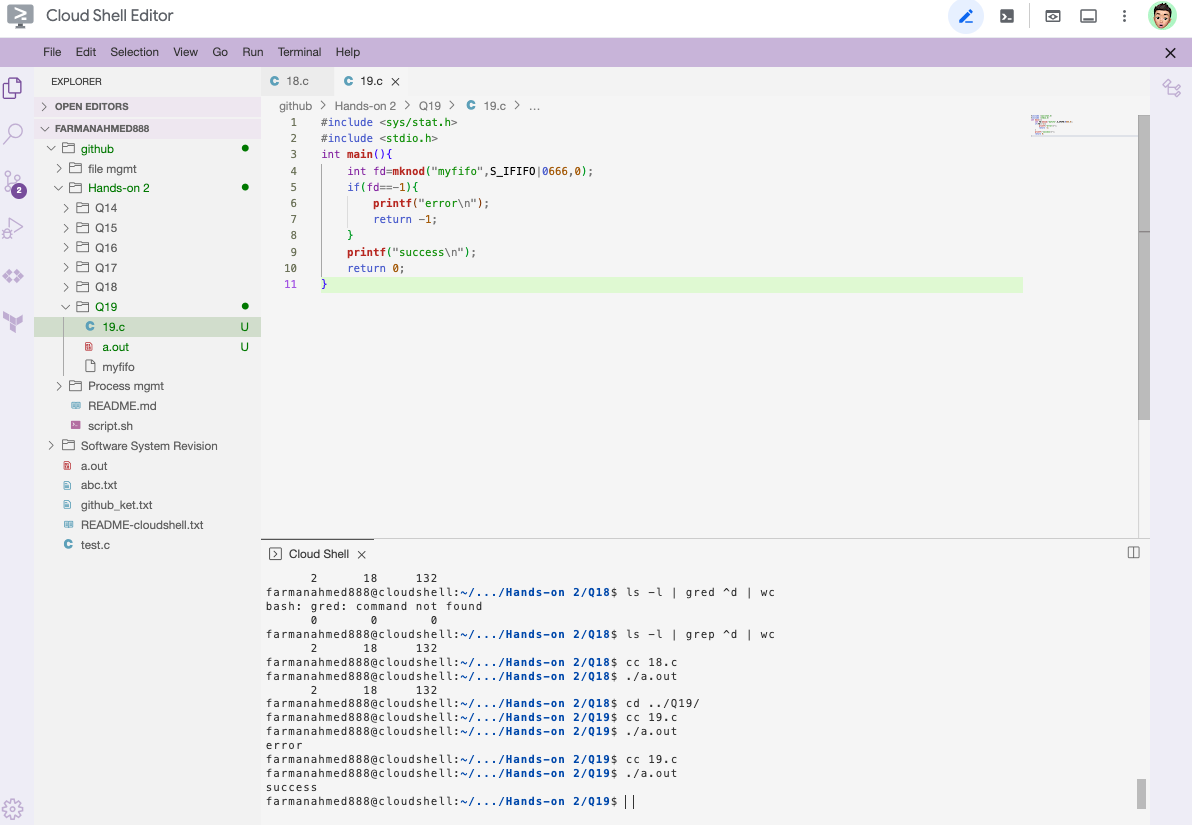 Cloud Shell Editor
File Edit Selection View Go Run Terminal Help
EXPLORER
OPEN EDITORS
FARMANAHMED888
github
file mgmt
Hands-on 2
Q14
Q15
Q16
Q17
Q18
Q19
C 19.c U
a.out U
myfifo
Process mgmt
README.md
script.sh
Software System Revision
a.out
abc.txt
github_ket.txt
README-cloudshell.txt
C test.c
2
C 18.c C 19.c
github > Hands-on 2 > Q19 > C 19.c > ...
1 #include <sys/stat.h>
2 #include <stdio.h>
3 int main(){
4 int fd=mknod("myfifo",S_IFIFO|0666,0);
5 if(fd==-1){
6 printf("error\n");
7 return -1;
8 }
9 printf("success\n");
10 return 0;
11 }
Cloud Shell
2 18 132
farmanahmed888@cloudshell:~/.../Hands-on 2/Q18$ ls -l | gred ^d | wc
bash: gred: command not found
0 0 0
farmanahmed888@cloudshell:~/.../Hands-on 2/Q18$ ls -l | grep ^d | wc
2 18 132
farmanahmed888@cloudshell:~/.../Hands-on 2/Q18$ cc 18.c
farmanahmed888@cloudshell:~/.../Hands-on 2/Q18$ ./a.out
2 18 132
farmanahmed888@cloudshell:~/.../Hands-on 2/Q18$ cd ../Q19/
farmanahmed888@cloudshell:~/.../Hands-on 2/Q19$ cc 19.c
farmanahmed888@cloudshell:~/.../Hands-on 2/Q19$ ./a.out
error
farmanahmed888@cloudshell:~/.../Hands-on 2/Q19$ cc 19.c
farmanahmed888@cloudshell:~/.../Hands-on 2/Q19$ ./a.out
success
farmanahmed888@cloudshell:~/.../Hands-on 2/Q19$